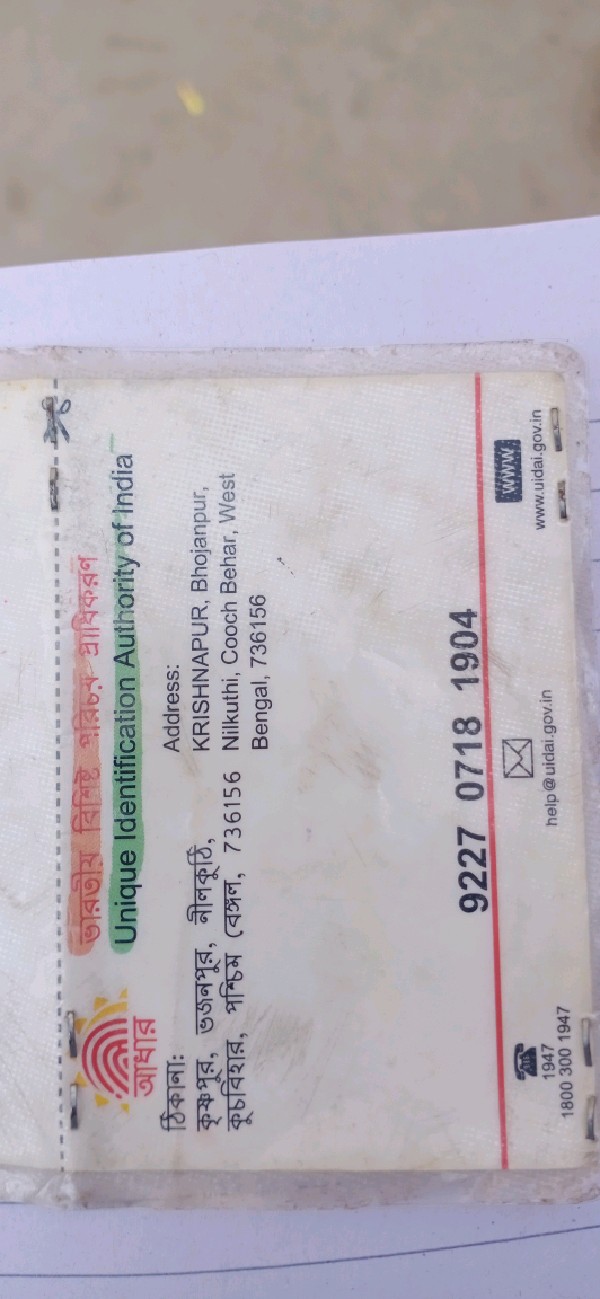 ভারতীয় বিশিষ্ট পরিচয় প্রাধিকরণ
Unique Identification Authority of India
আধার
ঠিকানা:
কৃষ্ণপুর, ভজনপুর, নীলকুঠি,
কুচবিহার, পশ্চিম বেঙ্গল, 736156
Address:
KRISHNAPUR, Bhojanpur,
Nilkuthi, Cooch Behar, West
Bengal, 736156
9227 0718 1904
1947
1800 300 1947
help@uidai.gov.in
www
www.uidai.gov.in